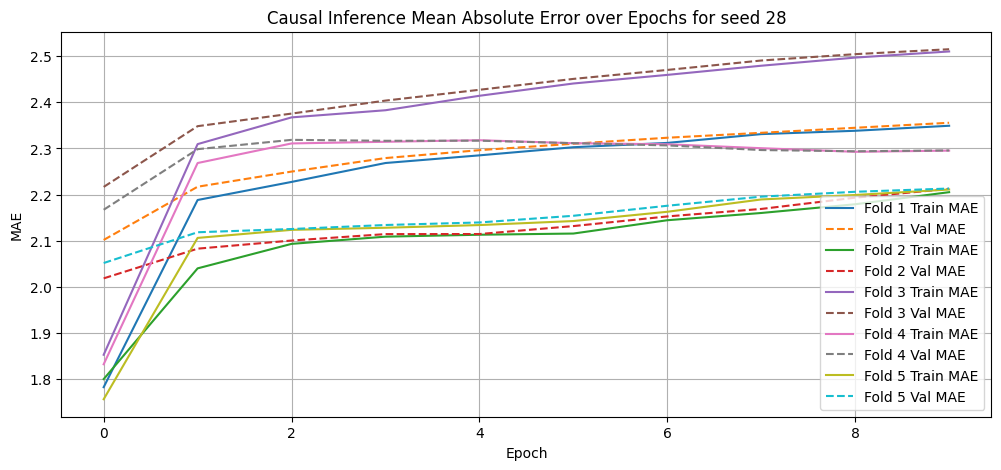 Causal Inference Mean Absolute Error over Epochs for seed 28
MAE
2.5
2.4
2.3
2.2
2.1
2.0
1.9
1.8
0
2
4
6
8
Epoch
Fold 1 Train MAE
Fold 1 Val MAE
Fold 2 Train MAE
Fold 2 Val MAE
Fold 3 Train MAE
Fold 3 Val MAE
Fold 4 Train MAE
Fold 4 Val MAE
Fold 5 Train MAE
Fold 5 Val MAE